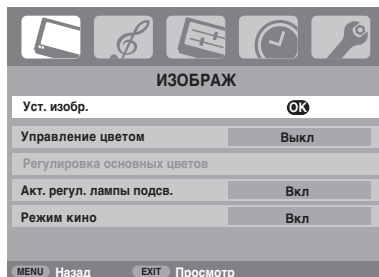 ИЗОБРАЖ
Уст. изобр. OK
Управление цветом Выкл
Регулировка основных цветов
Акт. регул. лампы подсв. Вкл
Режим кино Вкл
MENU Назад EXIT Просмотр